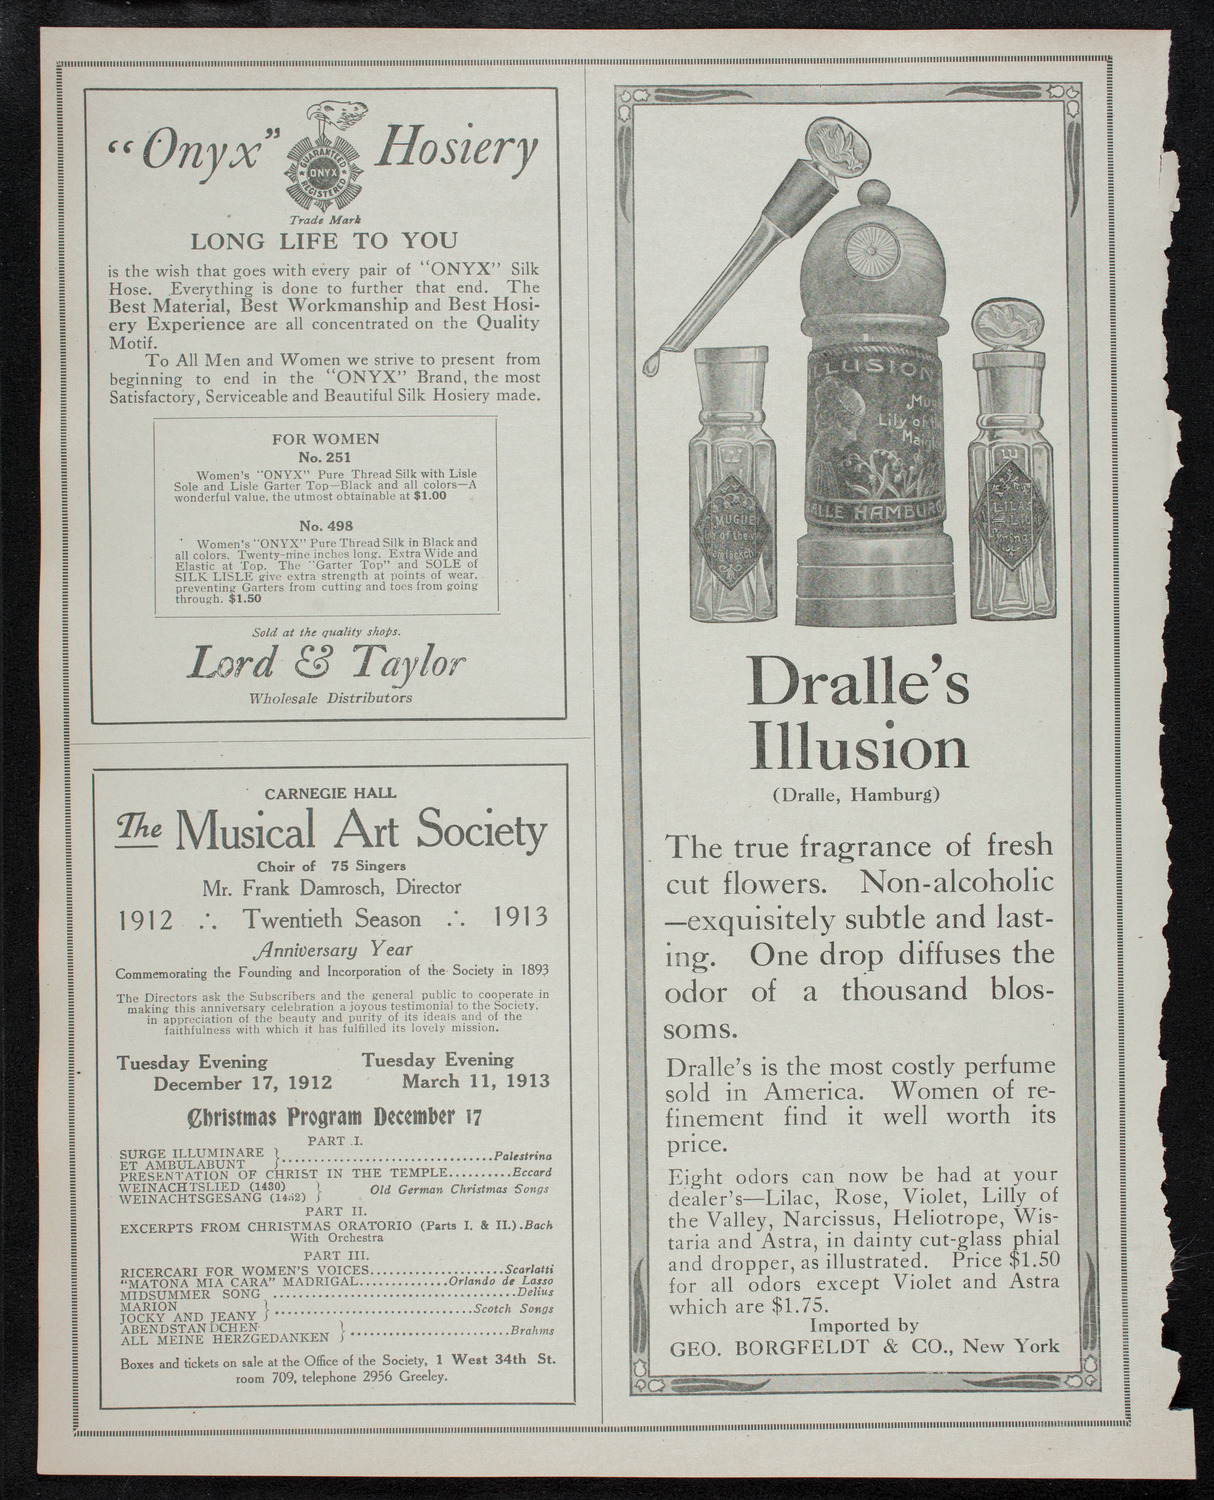 "Onyx" Hosiery
GUARANTEED
ONYX
REGISTERED
Trade Mark
LONG LIFE TO YOU
is the wish that goes with every pair of "ONYX" Silk
Hose. Everything is done to further that end. The
Best Material, Best Workmanship and Best Hosi-
ery Experience are all concentrated on the Quality
Motif.
To All Men and Women we strive to present from
beginning to end in the "ONYX" Brand, the most
Satisfactory, Serviceable and Beautiful Silk Hosiery made.
FOR WOMEN
No. 251
Women's "ONYX" Pure Thread Silk with Lisle
Sole and Lisle Garter Top—Black and all colors—A
wonderful value, the utmost obtainable at $1.00
No. 498
Women's "ONYX" Pure Thread Silk in Black and
all colors. Twenty-nine inches long. Extra Wide and
Elastic at Top. The "Garter Top" and SOLE of
SILK LISLE give extra strength at points of wear,
preventing Garters from cutting and toes from going
through. $1.50
Sold at the quality shops.
Lord & Taylor
Wholesale Distributors
CARNEGIE HALL
The Musical Art Society
Choir of 75 Singers
Mr. Frank Damrosch, Director
1912 ∴ Twentieth Season ∴ 1913
Anniversary Year
Commemorating the Founding and Incorporation of the Society in 1893
The Directors ask the Subscribers and the general public to cooperate in
making this anniversary celebration a joyous testimonial to the Society,
in appreciation of the beauty and purity of its ideals and of the
faithfulness with which it has fulfilled its lovely mission.
Tuesday Evening Tuesday Evening
December 17, 1912 March 11, 1913
Christmas Program December 17
PART I.
SURGE ILLUMINARE
ET AMBULABUNT } Palestrina
PRESENTATION OF CHRIST IN THE TEMPLE..........Eccard
WEINACHTSLIED (1430)
WEINACHTSGESANG (1452) } Old German Christmas Songs
PART II.
EXCERPTS FROM CHRISTMAS ORATORIO (Parts I. & II.).Bach
With Orchestra
PART III.
RICERCARI FOR WOMEN'S VOICES......................Scarlatti
"MATONA MIA CARA" MADRIGAL..............Orlando de Lasso
MIDSUMMER SONG ........................................Delius
MARION
JOCKY AND JEANY } Scotch Songs
ABENDSTANDCHEN
ALL MEINE HERZGEDANKEN } Brahms
Boxes and tickets on sale at the Office of the Society, 1 West 34th St.
room 709, telephone 2956 Greeley.
ILLUSION
Lily of the
DRALLE HAMBURG
MUGUET
LILAS
Dralle's
Illusion
(Dralle, Hamburg)
The true fragrance of fresh
cut flowers. Non-alcoholic
—exquisitely subtle and last-
ing. One drop diffuses the
odor of a thousand blos-
soms.
Dralle's is the most costly perfume
sold in America. Women of re-
finement find it well worth its
price.
Eight odors can now be had at your
dealer's—Lilac, Rose, Violet, Lilly of
the Valley, Narcissus, Heliotrope, Wis-
taria and Astra, in dainty cut-glass phial
and dropper, as illustrated. Price $1.50
for all odors except Violet and Astra
which are $1.75.
Imported by
GEO. BORGFELDT & CO., New York